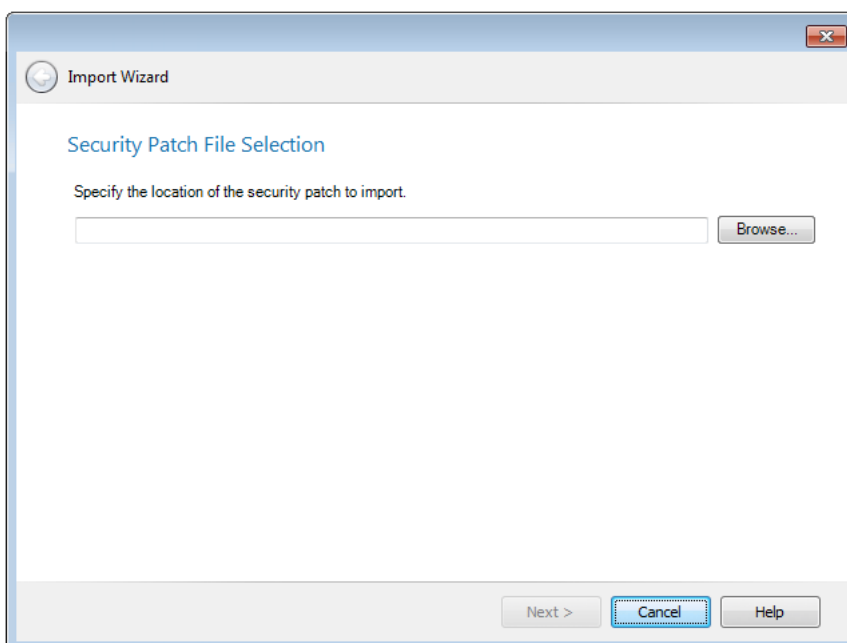 Import Wizard
Security Patch File Selection
Specify the location of the security patch to import.
Browse...
Next >
Cancel
Help